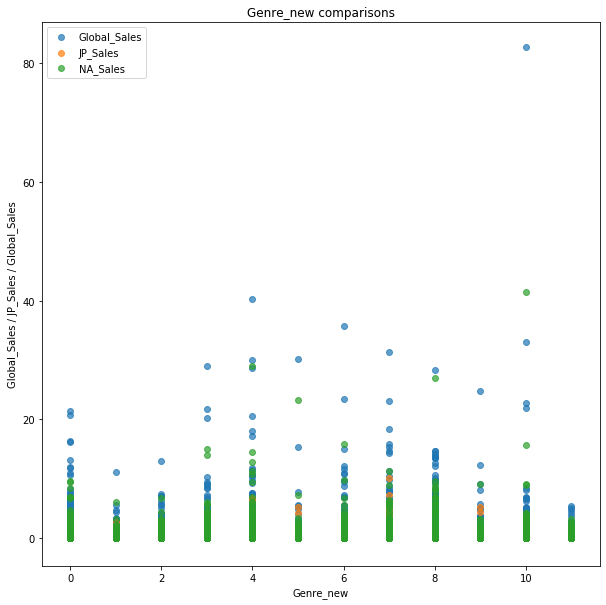 Genre_new comparisons
Global_Sales
JP_Sales
NA_Sales
Global_Sales / JP_Sales / Global_Sales
80
60
40
20
0
0 2 4 6 8 10
Genre_new